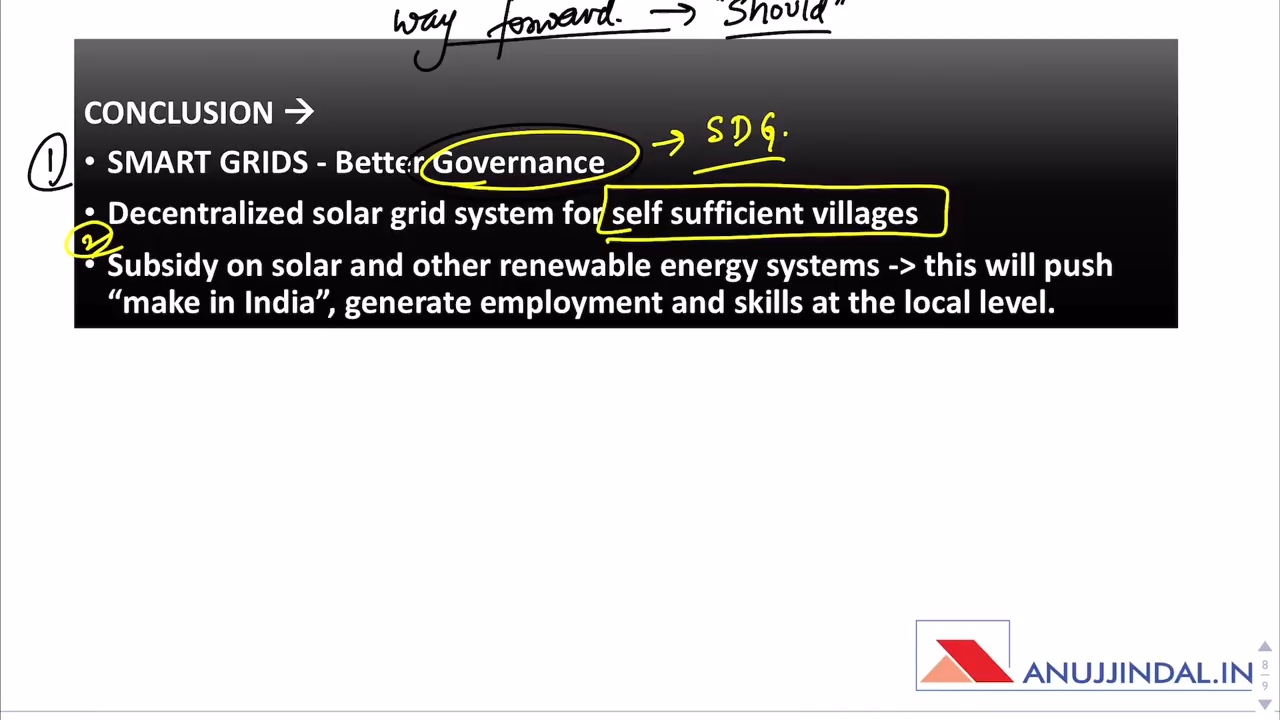 way forward. → "Should"
CONCLUSION →
① • SMART GRIDS - Better Governance → SDG.
• Decentralized solar grid system for self sufficient villages
②
• Subsidy on solar and other renewable energy systems -> this will push
“make in India”, generate employment and skills at the local level.
ANUJJINDAL.IN
8
9